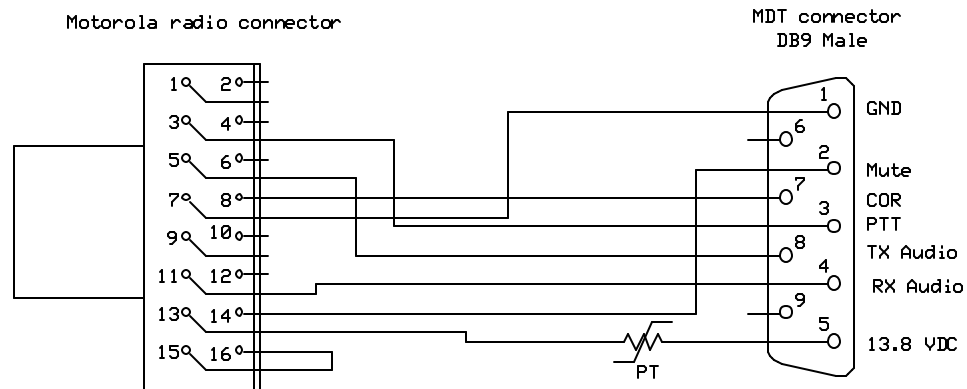 Motorola radio connector
MDT connector
DB9 Male
1 2
3 4
5 6
7 8
9 10
11 12
13 14
15 16
PT
1 GND
6
2 Mute
7 COR
3 PTT
8 TX Audio
4 RX Audio
9
5 13.8 VDC